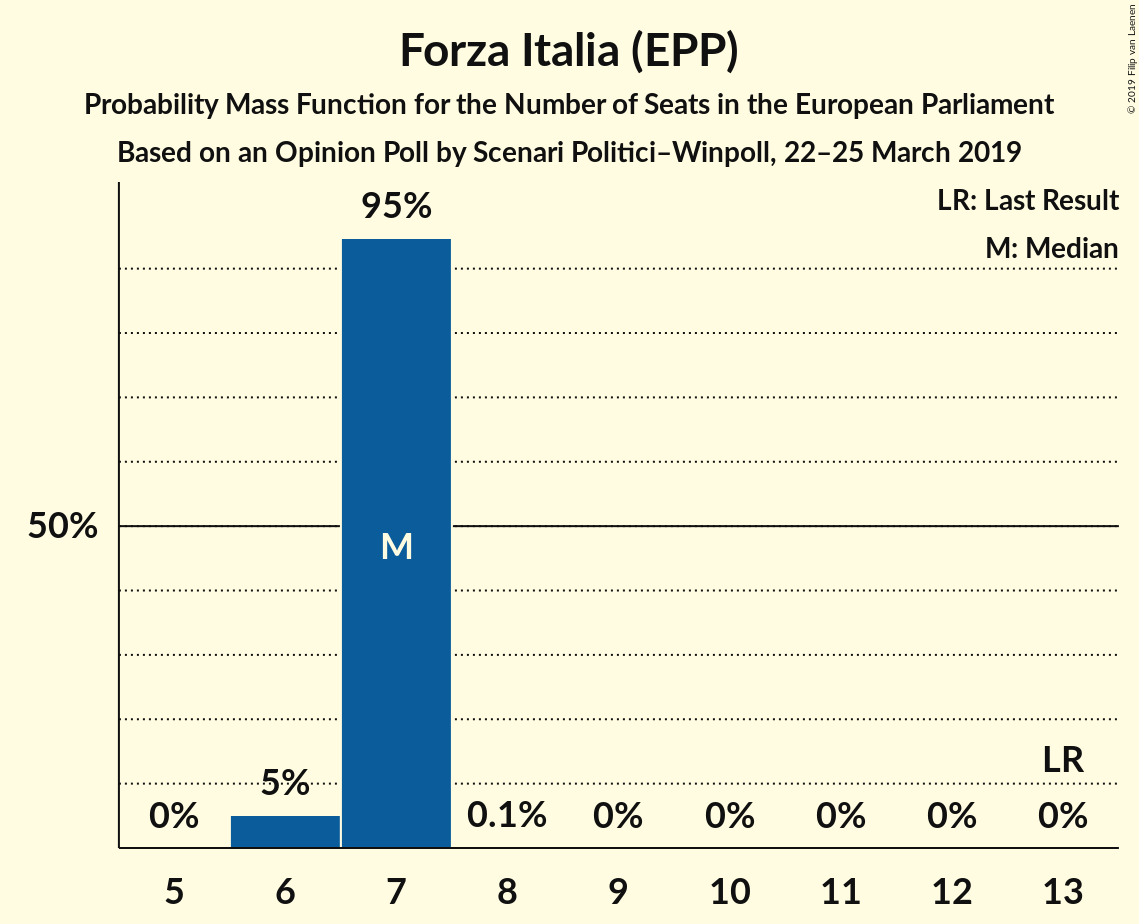 Forza Italia (EPP)
Probability Mass Function for the Number of Seats in the European Parliament
Based on an Opinion Poll by Scenari Politici–Winpoll, 22–25 March 2019
© 2019 Filip van Laenen
LR: Last Result
M: Median
95%
50%
M
LR
0%
5%
0.1%
0%
0%
0%
0%
0%
5 6 7 8 9 10 11 12 13